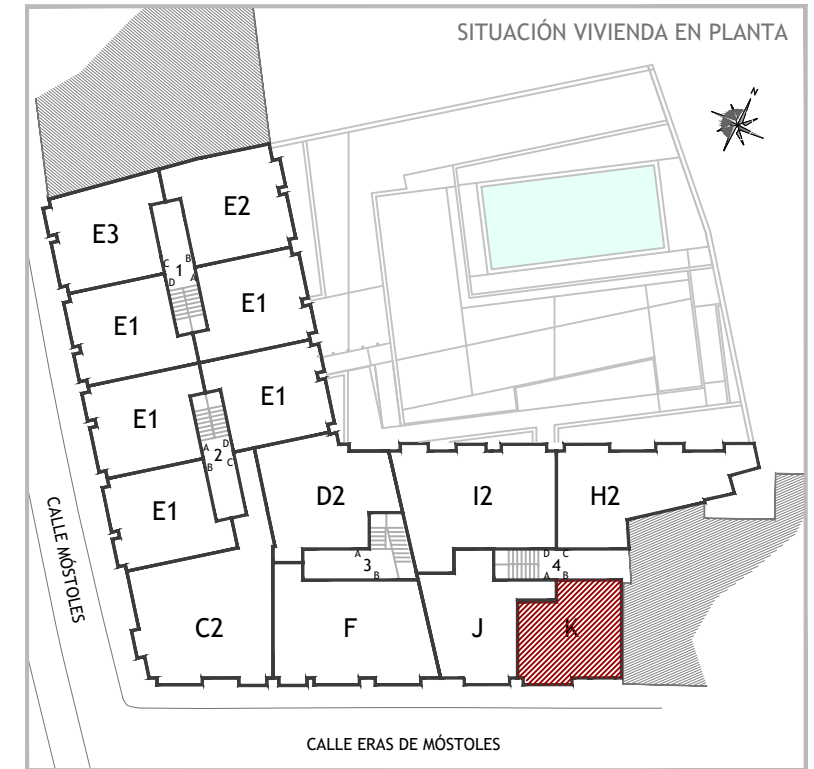 SITUACIÓN VIVIENDA EN PLANTA
N
E2
E3
C B
1
D A
E1
E1
E1
E1
A D
2
B C
E1
D2
I2
H2
A
3
B
D C
4
A B
CALLE MÓSTOLES
C2
F
J
K
CALLE ERAS DE MÓSTOLES